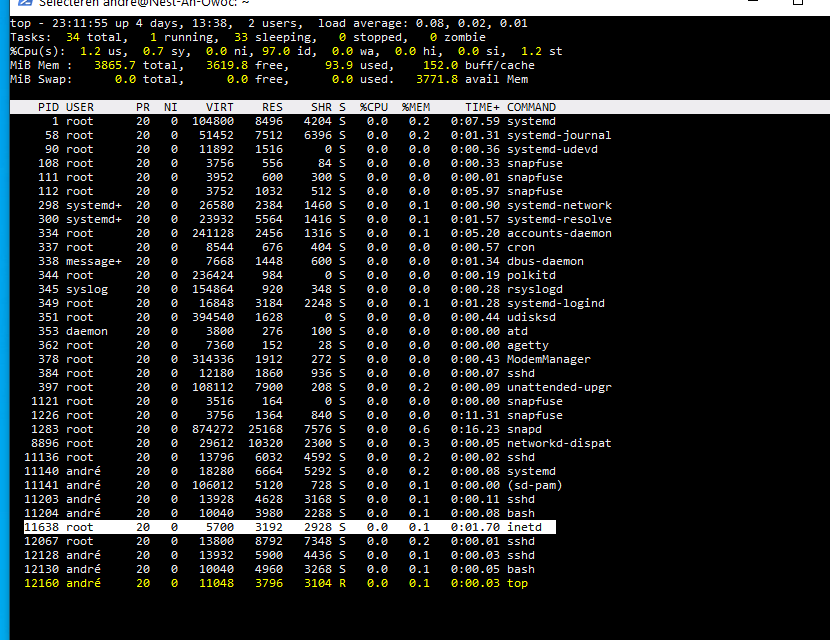 Selecteren andré@Nest-An-Owoc: ~
top - 23:11:55 up 4 days, 13:38,  2 users,  load average: 0.08, 0.02, 0.01
Tasks:  34 total,   1 running,  33 sleeping,   0 stopped,   0 zombie
%Cpu(s):  1.2 us,  0.7 sy,  0.0 ni, 97.0 id,  0.0 wa,  0.0 hi,  0.0 si,  1.2 st
MiB Mem :   3865.7 total,   3619.8 free,     93.9 used,    152.0 buff/cache
MiB Swap:      0.0 total,      0.0 free,      0.0 used.   3771.8 avail Mem
PID USER      PR  NI    VIRT    RES    SHR S  %CPU  %MEM     TIME+ COMMAND
1 root      20   0  104800   8496   4204 S   0.0   0.2   0:07.59 systemd
58 root      20   0   51452   7512   6396 S   0.0   0.2   0:01.31 systemd-journal
90 root      20   0   11892   1516      0 S   0.0   0.0   0:00.36 systemd-udevd
108 root      20   0    3756    556     84 S   0.0   0.0   0:00.33 snapfuse
111 root      20   0    3952    600    300 S   0.0   0.0   0:00.01 snapfuse
112 root      20   0    3752   1032    512 S   0.0   0.0   0:05.97 snapfuse
298 systemd+  20   0   26580   2384   1460 S   0.0   0.1   0:00.90 systemd-network
300 systemd+  20   0   23932   5564   1416 S   0.0   0.1   0:01.57 systemd-resolve
334 root      20   0  241128   2456   1316 S   0.0   0.1   0:05.20 accounts-daemon
337 root      20   0    8544    676    404 S   0.0   0.0   0:00.57 cron
338 message+  20   0    7668   1448    600 S   0.0   0.0   0:01.34 dbus-daemon
344 root      20   0  236424    984      0 S   0.0   0.0   0:00.19 polkitd
345 syslog    20   0  154864    920    348 S   0.0   0.0   0:00.28 rsyslogd
349 root      20   0   16848   3184   2248 S   0.0   0.1   0:01.28 systemd-logind
351 root      20   0  394540   1628      0 S   0.0   0.0   0:00.44 udisksd
353 daemon    20   0    3800    276    100 S   0.0   0.0   0:00.00 atd
362 root      20   0    7360    152     28 S   0.0   0.0   0:00.00 agetty
378 root      20   0  314336   1912    272 S   0.0   0.0   0:00.43 ModemManager
384 root      20   0   12180   1860    936 S   0.0   0.0   0:00.07 sshd
397 root      20   0  108112   7900    208 S   0.0   0.2   0:00.09 unattended-upgr
1121 root      20   0    3516    164      0 S   0.0   0.0   0:00.00 snapfuse
1226 root      20   0    3756   1364    840 S   0.0   0.0   0:11.31 snapfuse
1283 root      20   0  874272  25168   7576 S   0.0   0.6   0:16.23 snapd
8896 root      20   0   29612  10320   2300 S   0.0   0.3   0:00.05 networkd-dispat
11136 root      20   0   13796   6032   4592 S   0.0   0.2   0:00.02 sshd
11140 andré     20   0   18280   6664   5292 S   0.0   0.2   0:00.08 systemd
11141 andré     20   0  106012   5120    728 S   0.0   0.1   0:00.00 (sd-pam)
11203 andré     20   0   13928   4628   3168 S   0.0   0.1   0:00.11 sshd
11204 andré     20   0   10040   3980   2288 S   0.0   0.1   0:00.08 bash
11638 root      20   0    5700   3192   2928 S   0.0   0.1   0:01.70 inetd
12067 root      20   0   13800   8792   7348 S   0.0   0.2   0:00.01 sshd
12128 andré     20   0   13932   5900   4436 S   0.0   0.1   0:00.03 sshd
12130 andré     20   0   10040   4960   3268 S   0.0   0.1   0:00.05 bash
12160 andré     20   0   11048   3796   3104 R   0.0   0.1   0:00.03 top